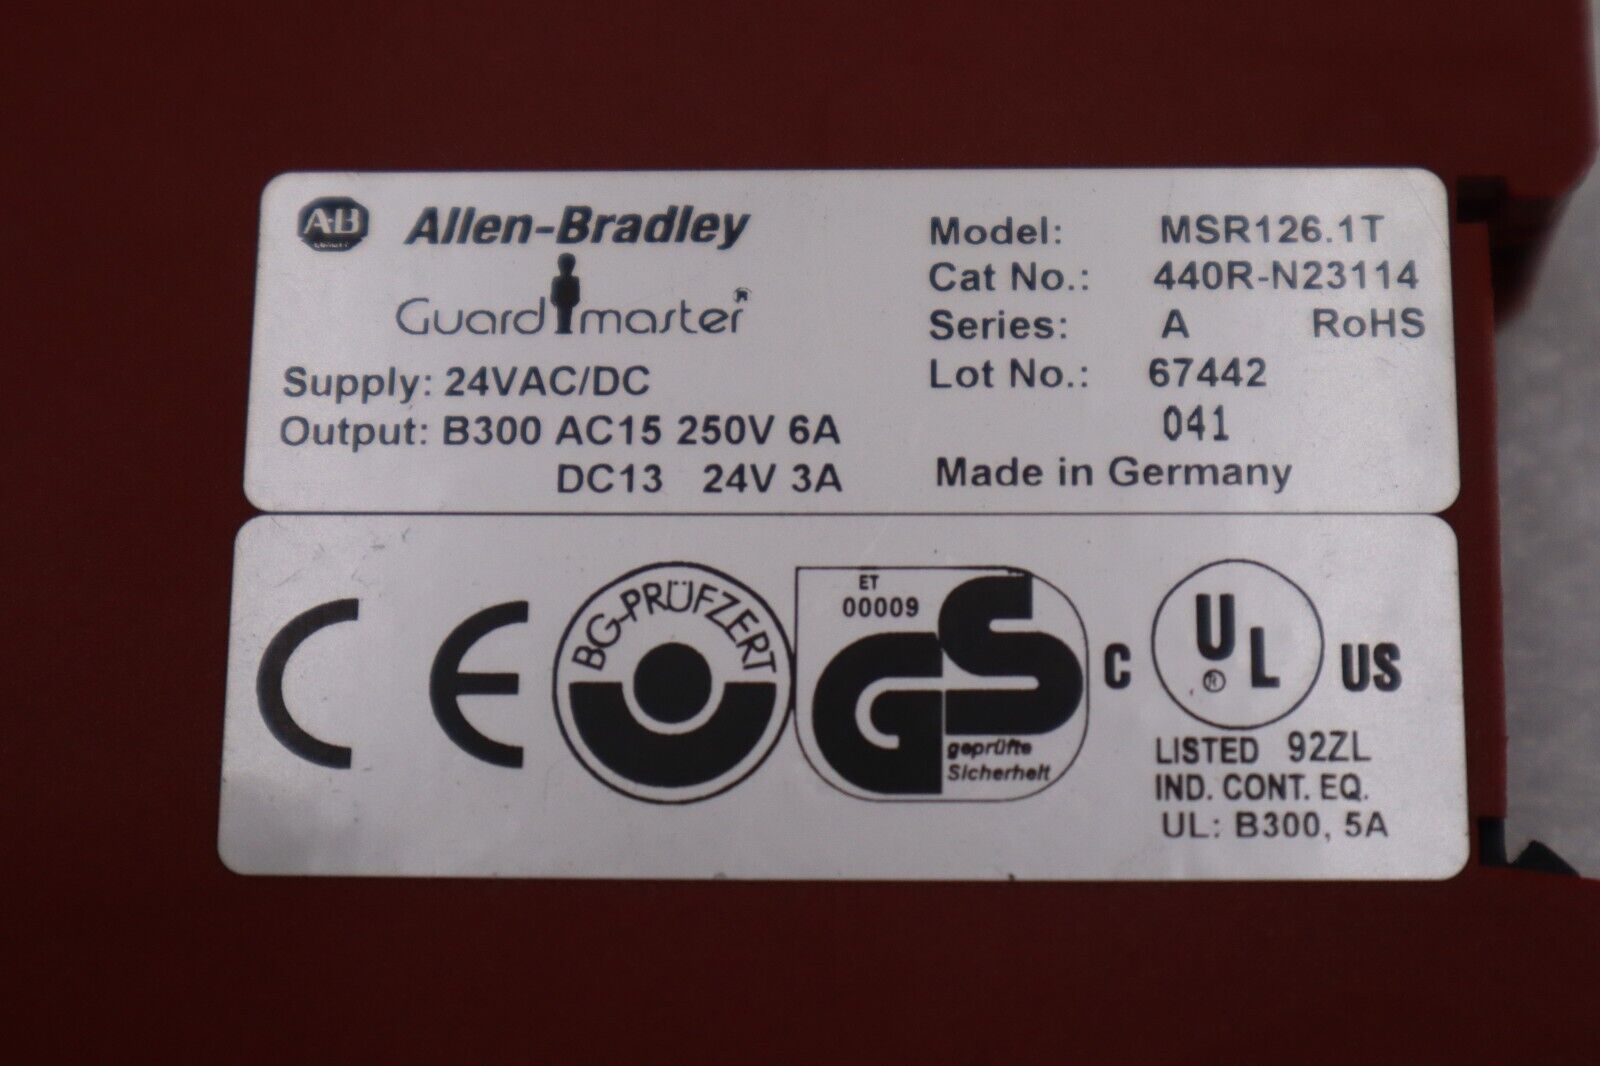 A-B
Allen-Bradley
Guardmaster
Supply: 24VAC/DC
Output: B300 AC15 250V 6A
DC13 24V 3A
Model: MSR126.1T
Cat No.: 440R-N23114
Series: A RoHS
Lot No.: 67442
041
Made in Germany
CE
BG-PRÜFZERT
ET
00009
GS
geprüfte
Sicherheit
C UL ® US
LISTED 92ZL
IND. CONT. EQ.
UL: B300, 5A